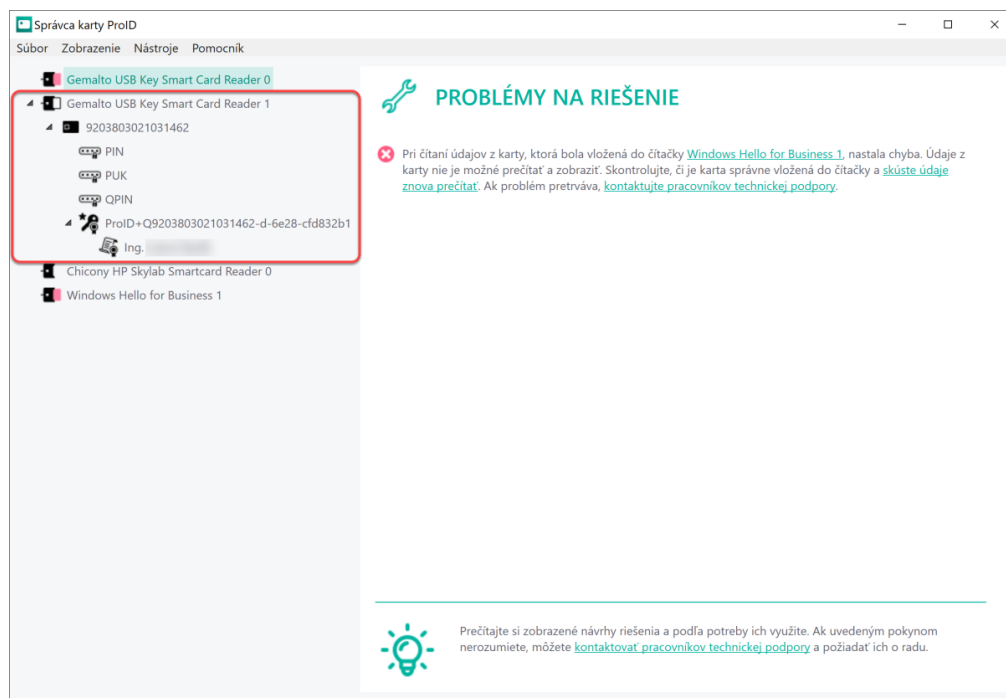 Správca karty ProID
Súbor Zobrazenie Nástroje Pomocník
Gemalto USB Key Smart Card Reader 0
Gemalto USB Key Smart Card Reader 1
9203803021031462
PIN
PUK
QPIN
ProID+Q9203803021031462-d-6e28-cfd832b1
Ing.
Chicony HP Skylab Smartcard Reader 0
Windows Hello for Business 1
PROBLÉMY NA RIEŠENIE
Pri čítaní údajov z karty, ktorá bola vložená do čítačky Windows Hello for Business 1, nastala chyba. Údaje z
karty nie je možné prečítať a zobraziť. Skontrolujte, či je karta správne vložená do čítačky a skúste údaje
znova prečítať. Ak problém pretrváva, kontaktujte pracovníkov technickej podpory.
Prečítajte si zobrazené návrhy riešenia a podľa potreby ich využite. Ak uvedeným pokynom
nerozumiete, môžete kontaktovať pracovníkov technickej podpory a požiadať ich o radu.